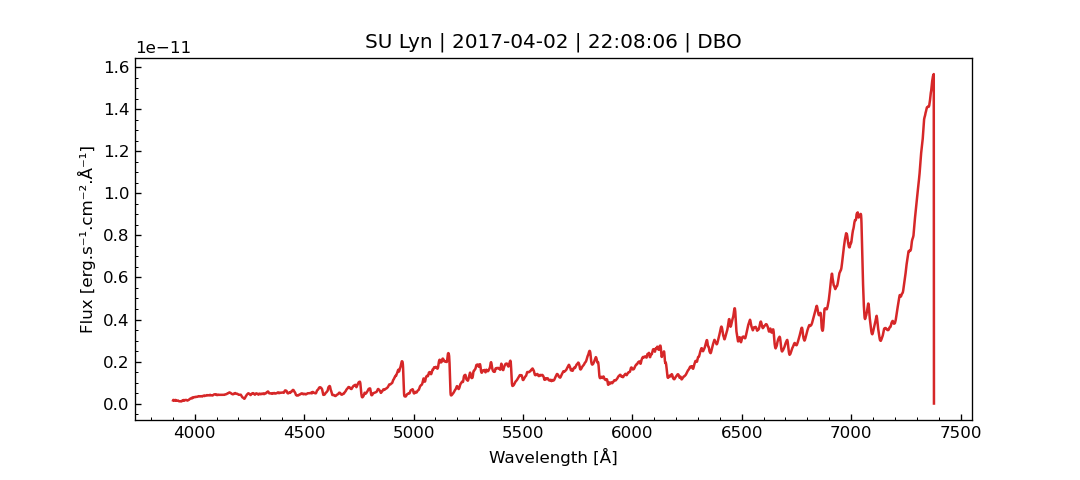 SU Lyn | 2017-04-02 | 22:08:06 | DBO
1e−11
1.6
1.4
1.2
1.0
0.8
0.6
0.4
0.2
0.0
Flux [erg.s⁻¹.cm⁻².Å⁻¹]
4000 4500 5000 5500 6000 6500 7000 7500
Wavelength [Å]